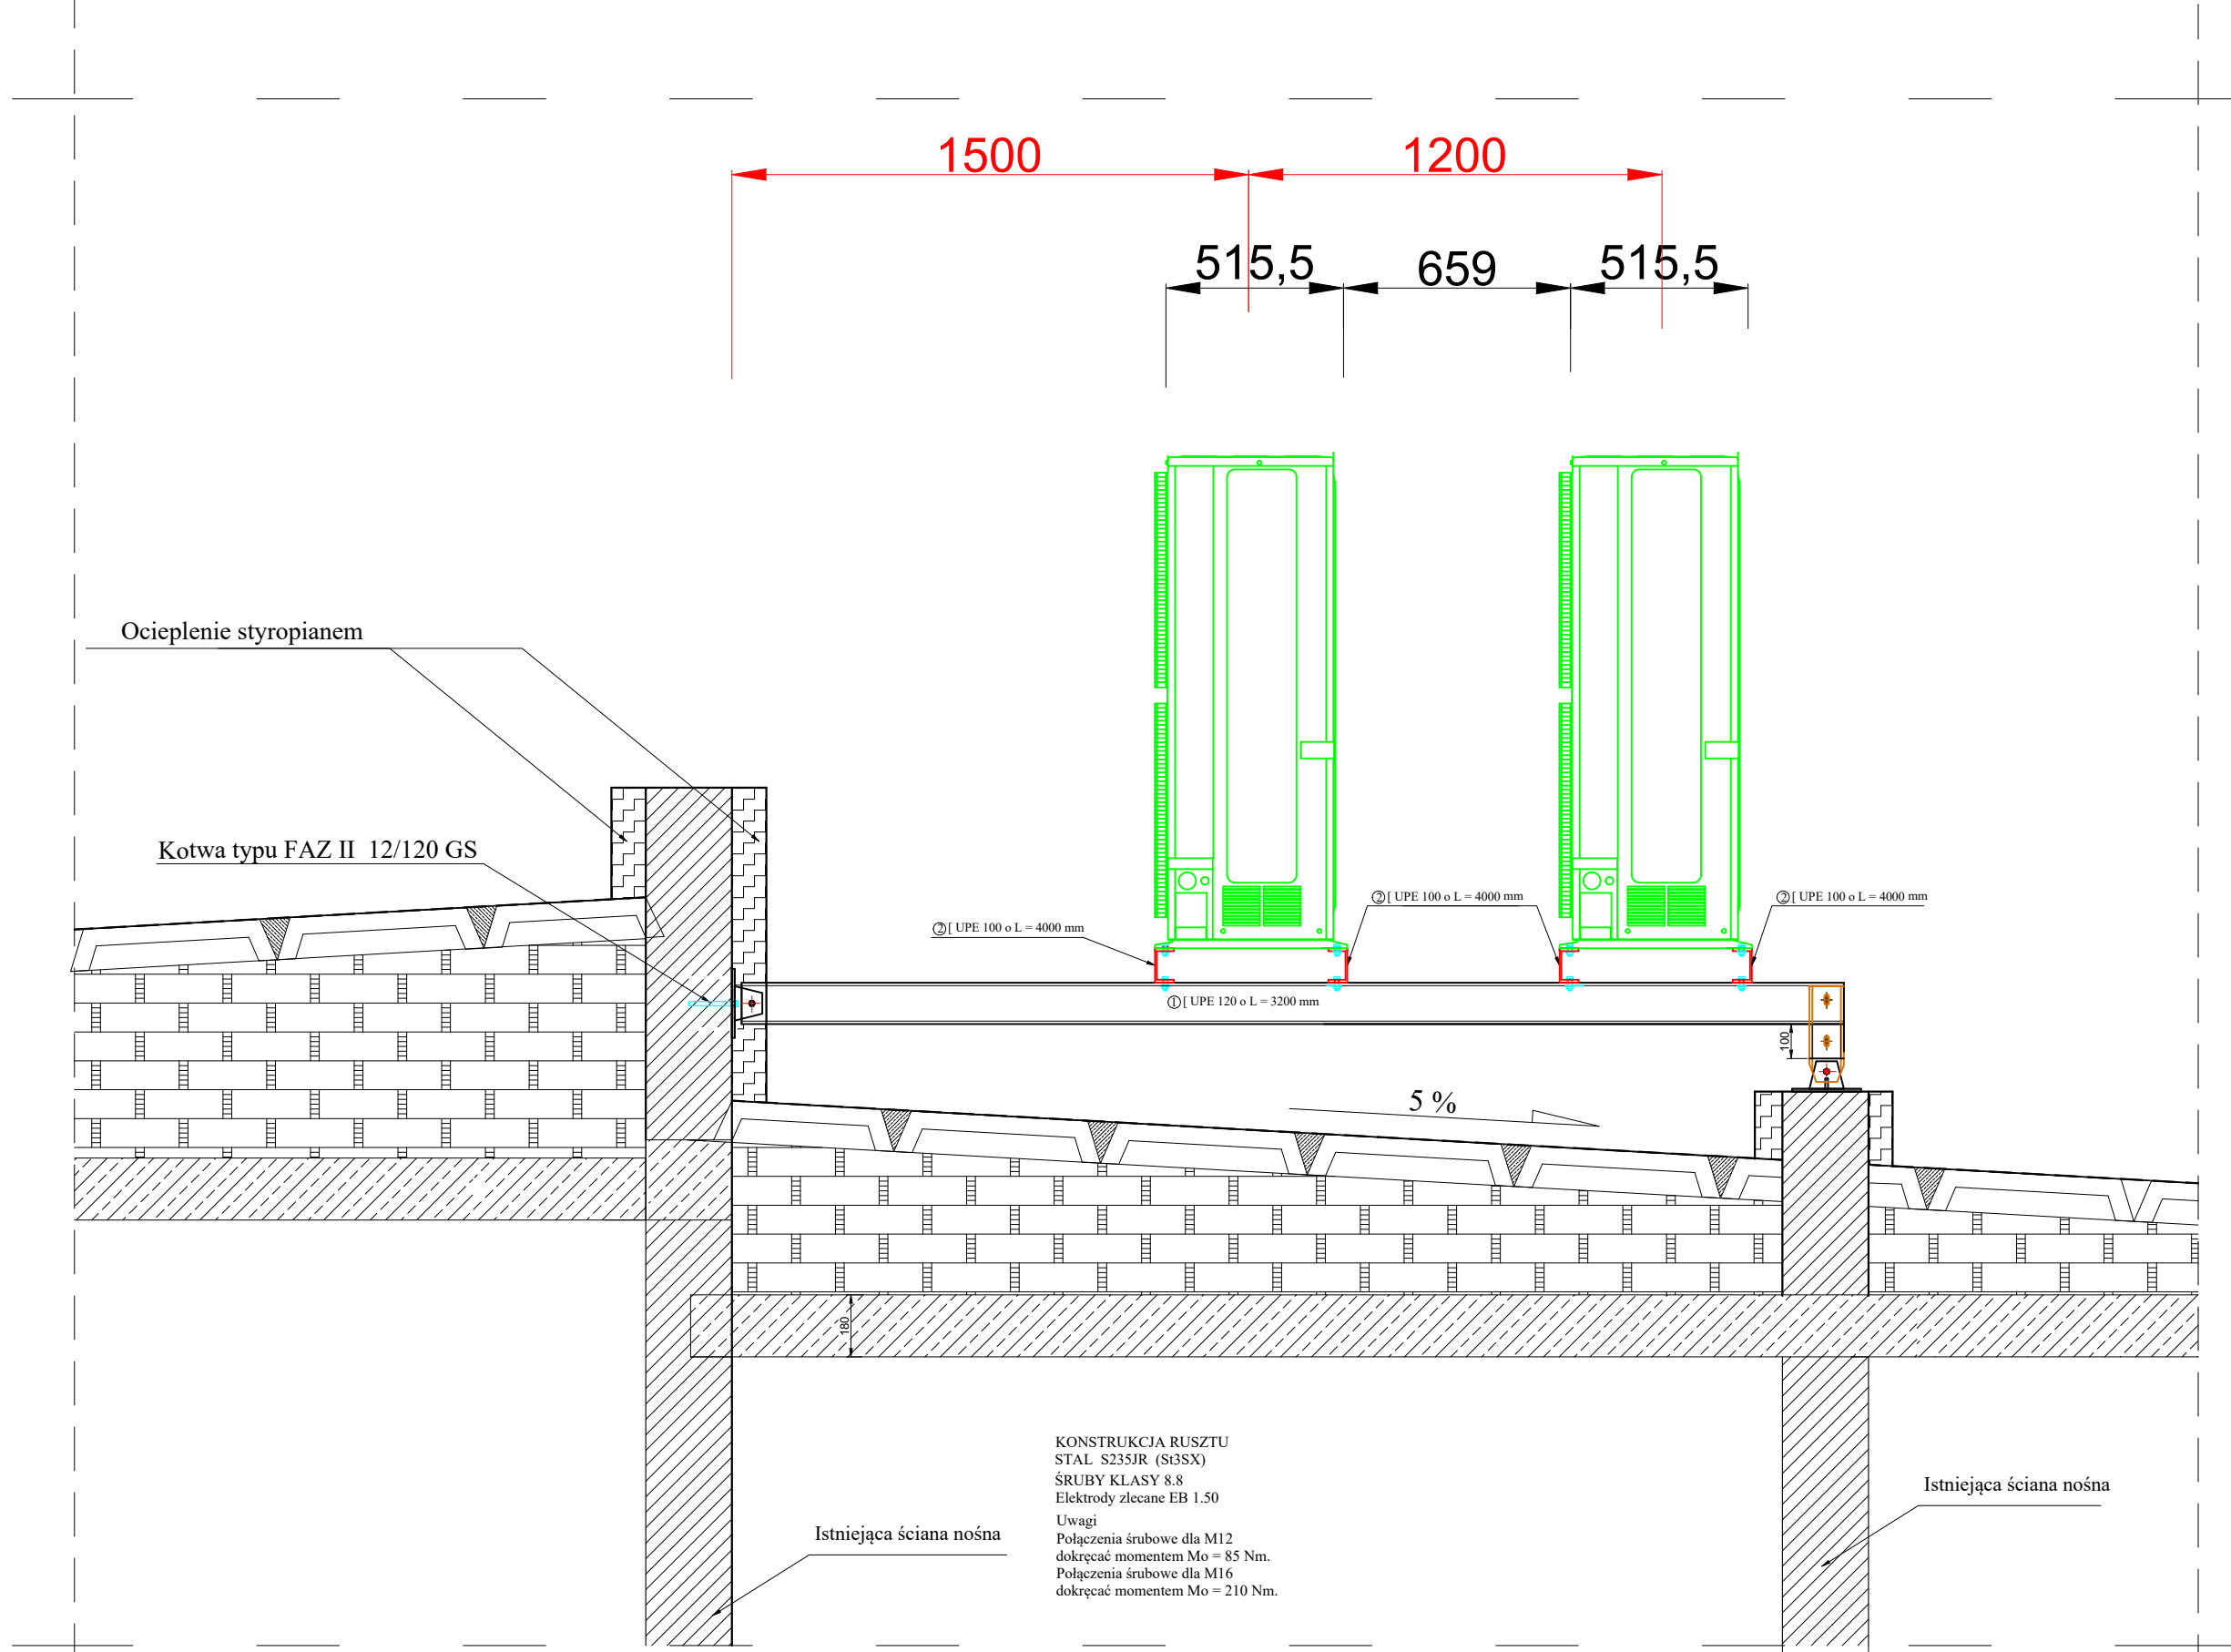 1500
1200
515,5
659
515,5
Ocieplenie styropianem
Kotwa typu FAZ II 12/120 GS
② [ UPE 100 o L = 4000 mm
② [ UPE 100 o L = 4000 mm
② [ UPE 100 o L = 4000 mm
① [ UPE 120 o L = 3200 mm
100
5 %
180
KONSTRUKCJA RUSZTU
STAL S235JR (St3SX)
ŚRUBY KLASY 8.8
Elektrody zlecane EB 1.50
Uwagi
Połączenia śrubowe dla M12
dokręcać momentem Mo = 85 Nm.
Połączenia śrubowe dla M16
dokręcać momentem Mo = 210 Nm.
Istniejąca ściana nośna
Istniejąca ściana nośna